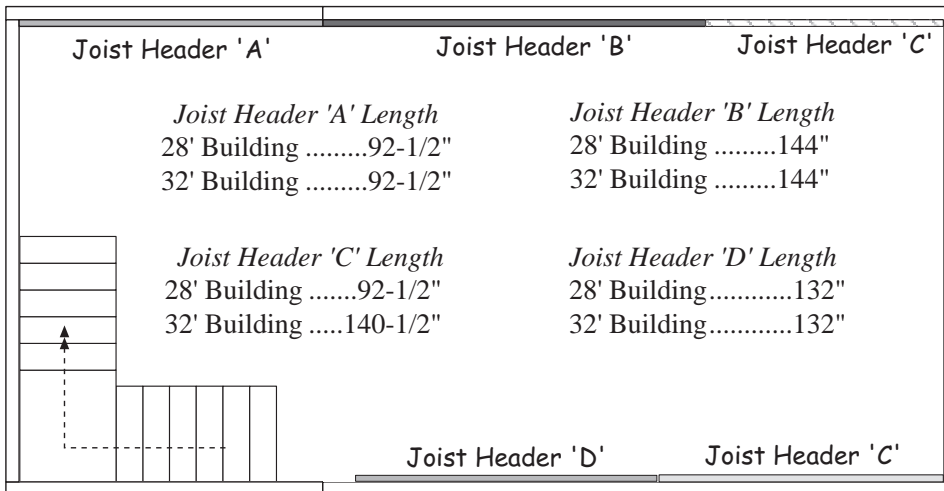 Joist Header 'A'
Joist Header 'B'
Joist Header 'C'
Joist Header 'A' Length
28' Building .........92-1/2"
32' Building .........92-1/2"
Joist Header 'B' Length
28' Building .........144"
32' Building .........144"
Joist Header 'C' Length
28' Building .......92-1/2"
32' Building .....140-1/2"
Joist Header 'D' Length
28' Building............132"
32' Building............132"
Joist Header 'D'
Joist Header 'C'